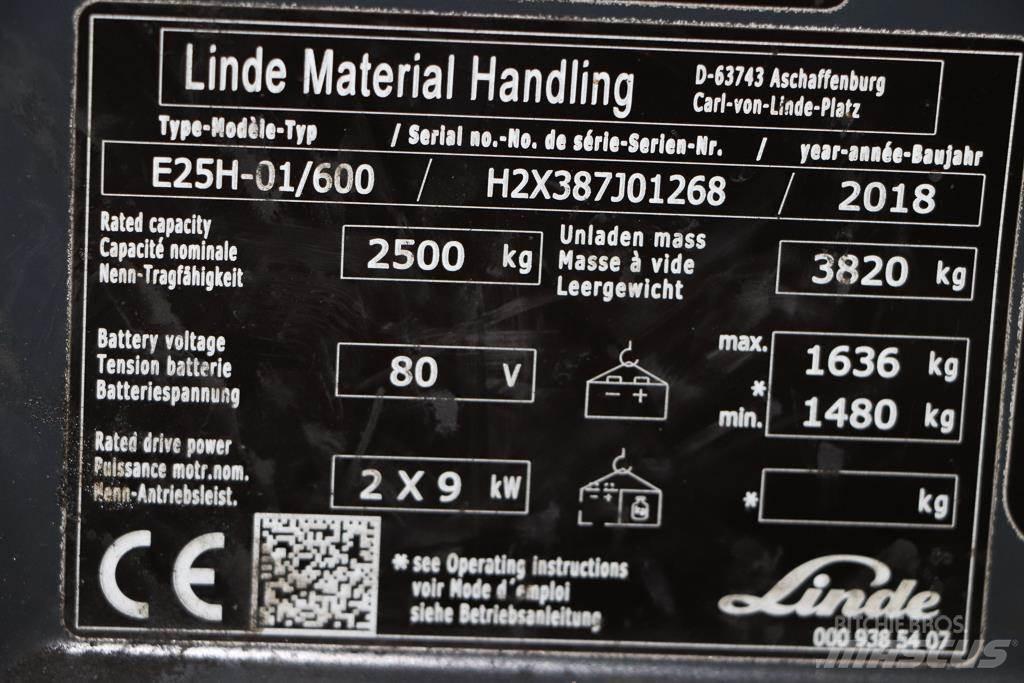 Linde Material Handling
D-63743 Aschaffenburg
Carl-von-Linde-Platz
Type-Modèle-Typ / Serial no.-No. de série-Serien-Nr. / year-année-Baujahr
E25H-01/600 / H2X387J01268 / 2018
Rated capacity
Capacité nominale
Nenn-Tragfähigkeit
2500 kg
Unladen mass
Masse à vide
Leergewicht
3820 kg
Battery voltage
Tension batterie
Batteriespannung
80 V
- +
max. 1636 kg
*
min. 1480 kg
Rated drive power
Puissance motr.nom.
Nenn-Antriebsleist.
2 X 9 kW
- +
kg
* kg
CE
* see Operating instructions
voir Mode d'emploi
siehe Betriebsanleitung
Linde
000 938 54 07
RITCHIE BROS
MASCUS